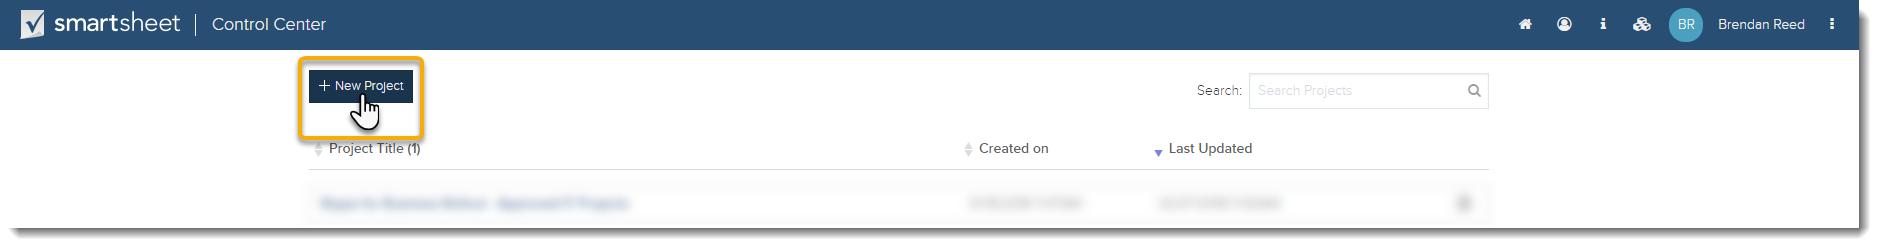 smartsheet | Control Center
BR Brendan Reed
+ New Project
Search: Search Projects
Project Title (1) Created on Last Updated